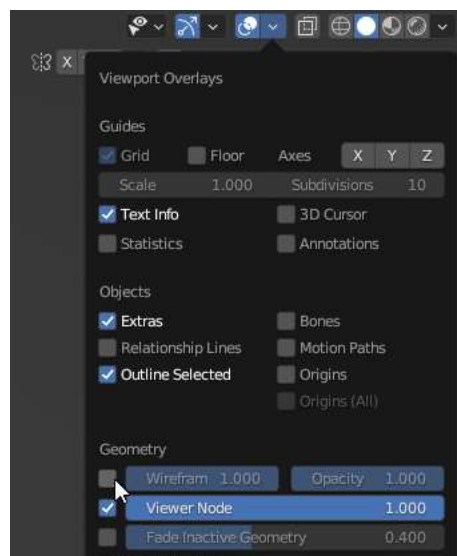 X
Viewport Overlays
Guides
Grid Floor Axes X Y Z
Scale 1.000 Subdivisions 10
Text Info 3D Cursor
Statistics Annotations
Objects
Extras Bones
Relationship Lines Motion Paths
Outline Selected Origins
Origins (All)
Geometry
Wirefram 1.000 Opacity 1.000
Viewer Node 1.000
Fade Inactive Geometry 0.400